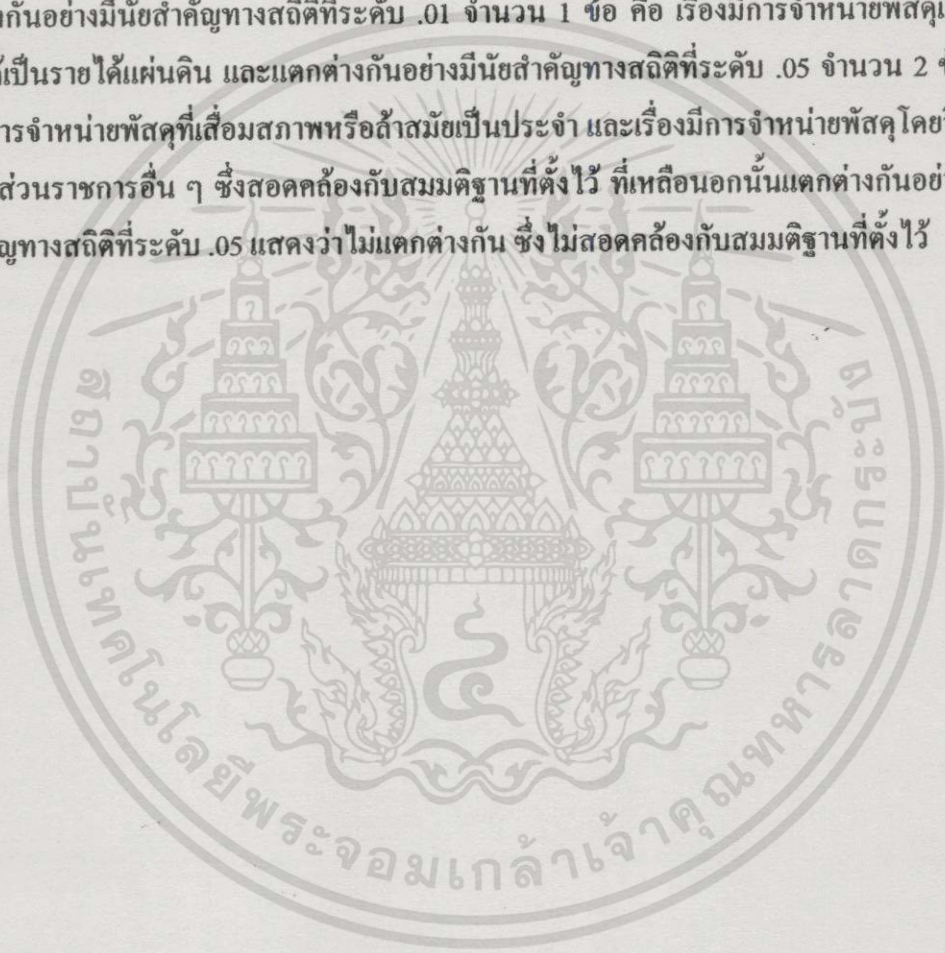 งกันอย่างมีนัยสำคัญทางสถิติที่ระดับ .01 จำนวน 1 ข้อ คือ เรื่องมีการจำหน่ายพัสดุเ
้เป็นรายได้แผ่นดิน และแตกต่างกันอย่างมีนัยสำคัญทางสถิติที่ระดับ .05 จำนวน 2 ข
ารจำหน่ายพัสดุที่เสื่อมสภาพหรือล้าสมัยเป็นประจำ และเรื่องมีการจำหน่ายพัสดุโดย
ส่วนราชการอื่น ๆ ซึ่งสอดคล้องกับสมมติฐานที่ตั้งไว้ ที่เหลือนอกนั้นแตกต่างกันอย่า
ญทางสถิติที่ระดับ .05 แสดงว่าไม่แตกต่างกัน ซึ่งไม่สอดคล้องกับสมมติฐานที่ตั้งไว้
๔
สถาบันเทคโนโลยีพระจอมเกล้าเจ้าคุณทหารลาดกระบัง